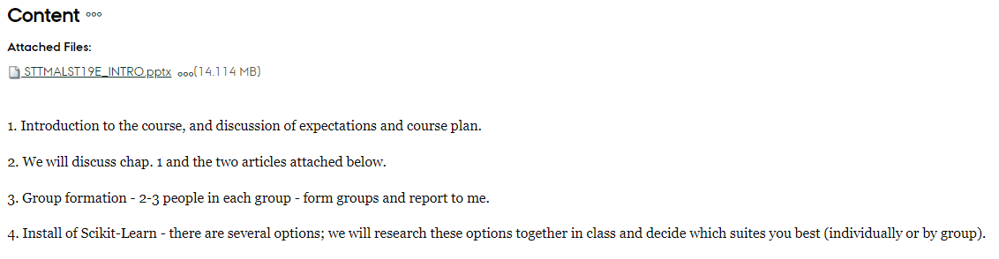 Content
Attached Files:
STTMALST19E_INTRO.pptx (14.114 MB)
1. Introduction to the course, and discussion of expectations and course plan.
2. We will discuss chap. 1 and the two articles attached below.
3. Group formation - 2-3 people in each group - form groups and report to me.
4. Install of Scikit-Learn - there are several options; we will research these options together in class and decide which suites you best (individually or by group).